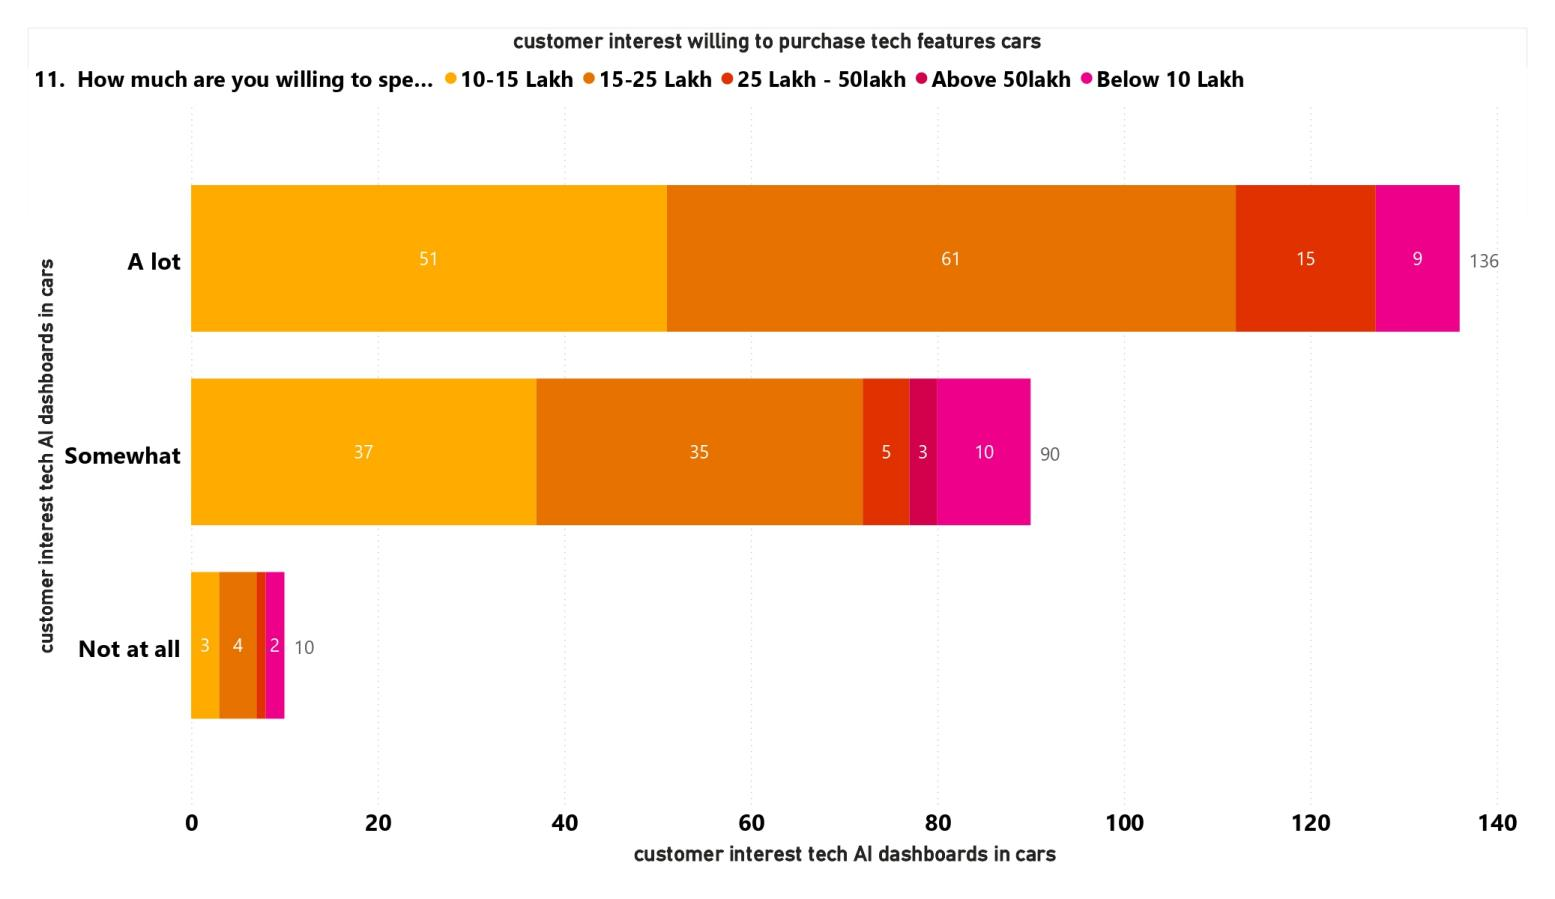 customer interest willing to purchase tech features cars
11. How much are you willing to spe... 10-15 Lakh 15-25 Lakh 25 Lakh - 50lakh Above 50lakh Below 10 Lakh
customer interest tech AI dashboards in cars
A lot 51 61 15 9 136
Somewhat 37 35 5 3 10 90
Not at all 3 4 2 10
0 20 40 60 80 100 120 140
customer interest tech AI dashboards in cars